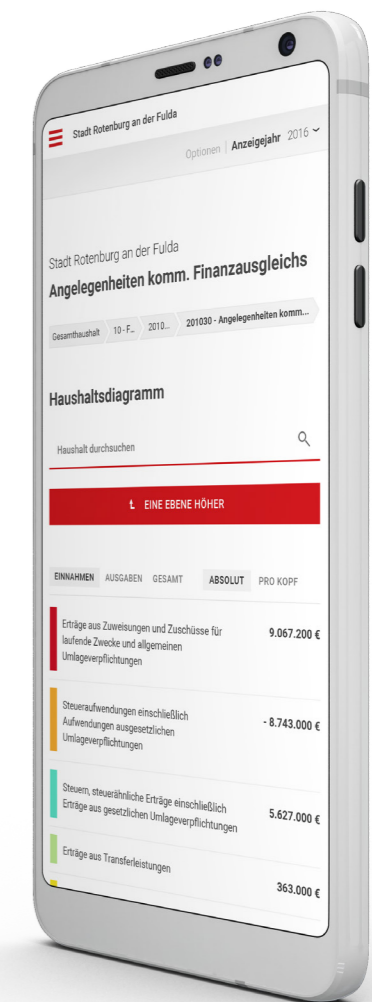 Stadt Rotenburg an der Fulda
Optionen | Anzeigejahr 2016
Stadt Rotenburg an der Fulda
Angelegenheiten komm. Finanzausgleichs
Gesamthaushalt 10 - F... 2010... 201030 - Angelegenheiten komm...
Haushaltsdiagramm
Haushalt durchsuchen
EINE EBENE HÖHER
EINNAHMEN AUSGABEN GESAMT ABSOLUT PRO KOPF
Erträge aus Zuweisungen und Zuschüsse für 9.067.200 €
laufende Zwecke und allgemeinen
Umlageverpflichtungen
Steueraufwendungen einschließlich
Aufwendungen ausgesetzlichen - 8.743.000 €
Umlageverpflichtungen
Steuern, steuerähnliche Erträge einschließlich
Erträge aus gesetzlichen Umlageverpflichtungen 5.627.000 €
Erträge aus Transferleistungen
363.000 €